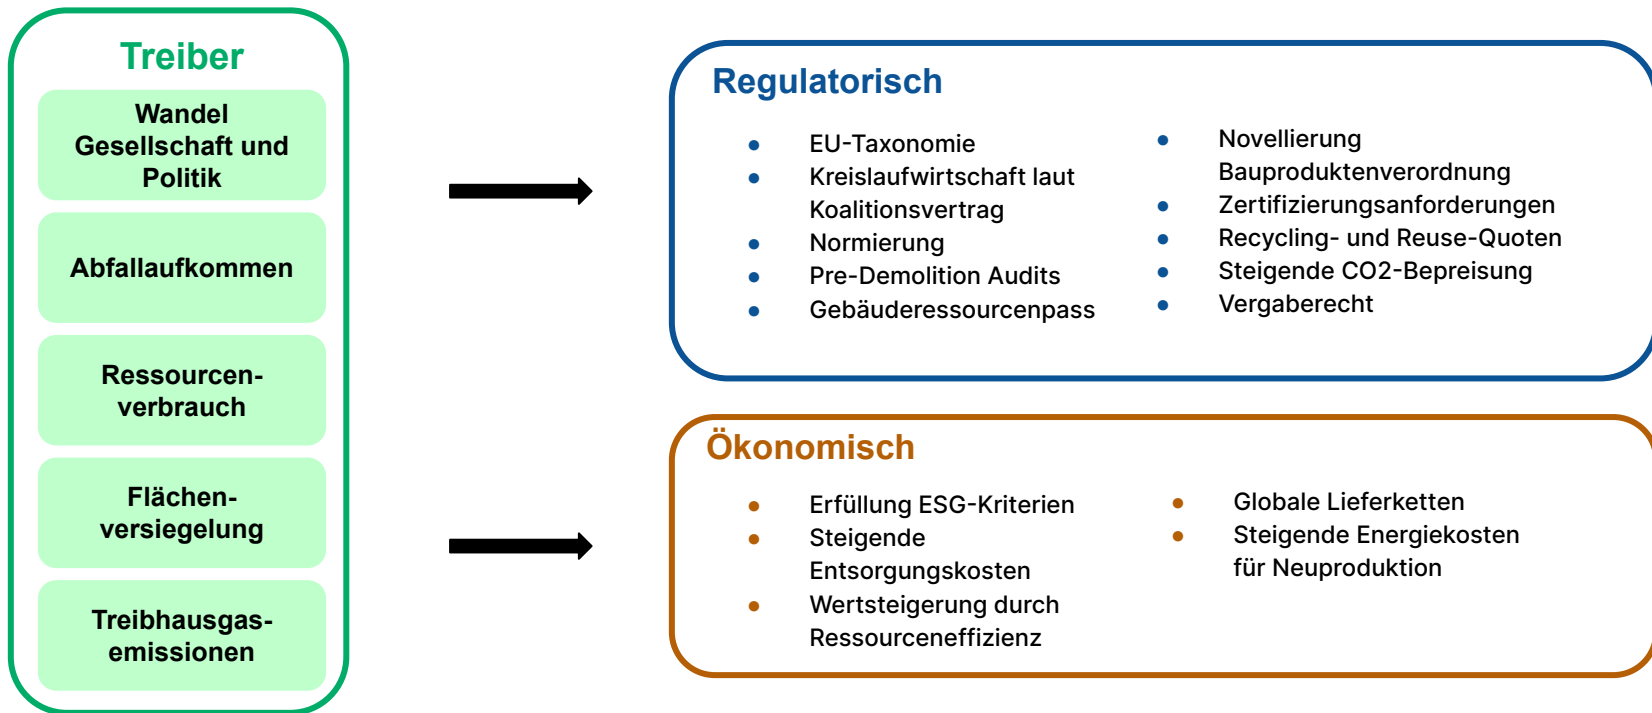 Treiber
Wandel
Gesellschaft und
Politik
Abfallaufkommen
Ressourcen-
verbrauch
Flächen-
versiegelung
Treibhausgas-
emissionen
Regulatorisch
EU-Taxonomie
Kreislaufwirtschaft laut
Koalitionsvertrag
Normierung
Pre-Demolition Audits
Gebäuderessourcenpass
Novellierung
Bauproduktenverordnung
Zertifizierungsanforderungen
Recycling- und Reuse-Quoten
Steigende CO2-Bepreisung
Vergaberecht
Ökonomisch
Erfüllung ESG-Kriterien
Steigende
Entsorgungskosten
Wertsteigerung durch
Ressourceneffizienz
Globale Lieferketten
Steigende Energiekosten
für Neuproduktion